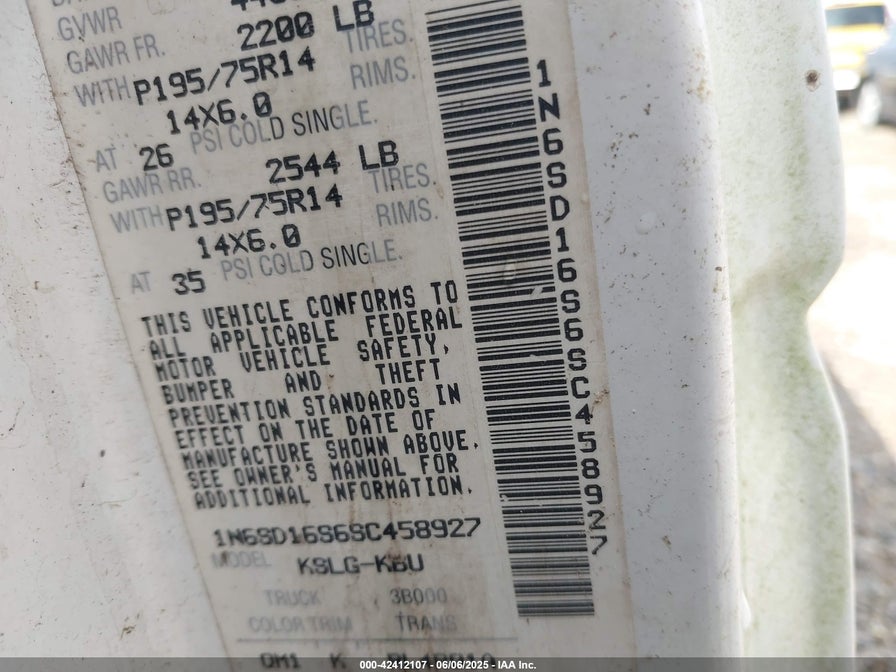 GVWR
GAWR FR. 2200 LB
WITH P195/75R14 TIRES.
14X6.0 RIMS.
AT 26 PSI COLD SINGLE.
GAWR RR. 2544 LB
WITH P195/75R14 TIRES.
14X6.0 RIMS.
AT 35 PSI COLD SINGLE.
THIS VEHICLE CONFORMS TO
ALL APPLICABLE FEDERAL
MOTOR VEHICLE SAFETY,
BUMPER AND THEFT
PREVENTION STANDARDS IN
EFFECT ON THE DATE OF
MANUFACTURE SHOWN ABOVE.
SEE OWNER'S MANUAL FOR
ADDITIONAL INFORMATION.
1N6SD16S6SC458927
MODEL KSLG-KBU
TRUCK 3B000
COLOR TRIM TRANS
QM1 K
1N6SD16S6SC458927
000-42412107 - 06/06/2025 - IAA Inc.